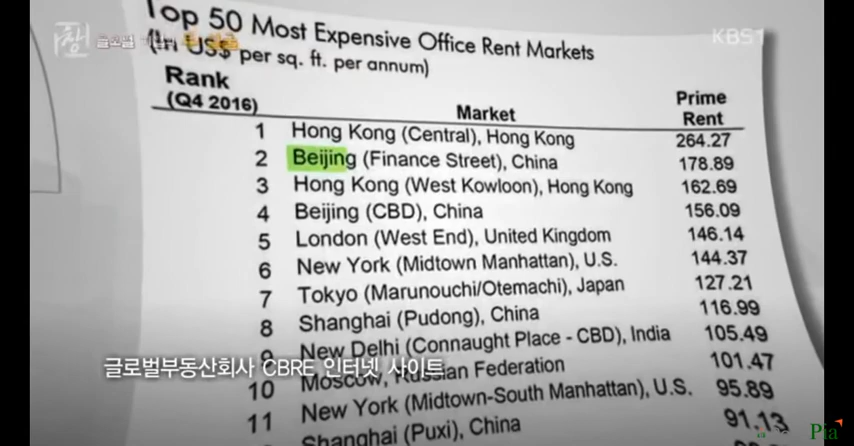 KBS1
글로벌
Top 50 Most Expensive Office Rent Markets
(In US$ per sq. ft. per annum)
Rank (Q4 2016) Market Prime Rent
1 Hong Kong (Central), Hong Kong 264.27
2 Beijing (Finance Street), China 178.89
3 Hong Kong (West Kowloon), Hong Kong 162.69
4 Beijing (CBD), China 156.09
5 London (West End), United Kingdom 146.14
6 New York (Midtown Manhattan), U.S. 144.37
7 Tokyo (Marunouchi/Otemachi), Japan 127.21
8 Shanghai (Pudong), China 116.99
9 New Delhi (Connaught Place - CBD), India 105.49
10 Moscow, Russian Federation 101.47
11 New York (Midtown-South Manhattan), U.S. 95.89
Shanghai (Puxi), China 91.13
글로벌부동산회사 CBRE 인터넷 사이트
Pia